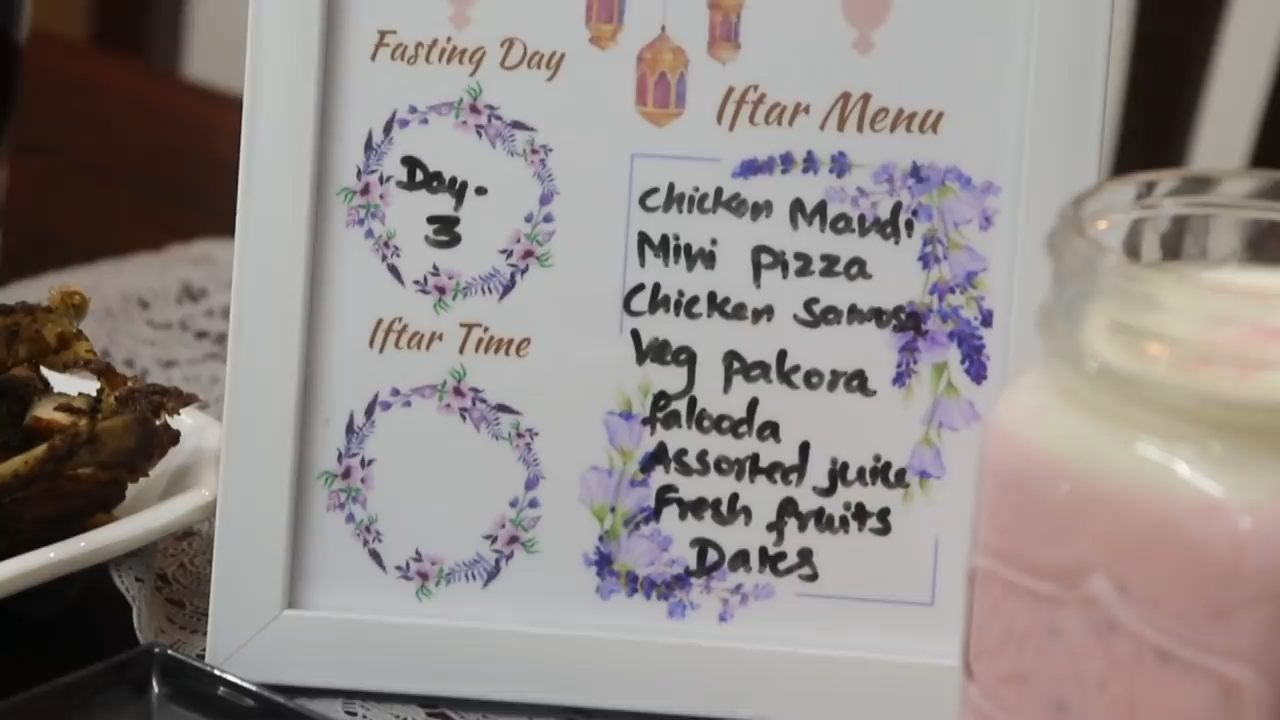 Fasting Day
Day-
3
Iftar Time
Iftar Menu
Chicken Mandi
Mini Pizza
Chicken Samosa
Veg Pakora
falooda
Assorted juice
Fresh fruits
Dates